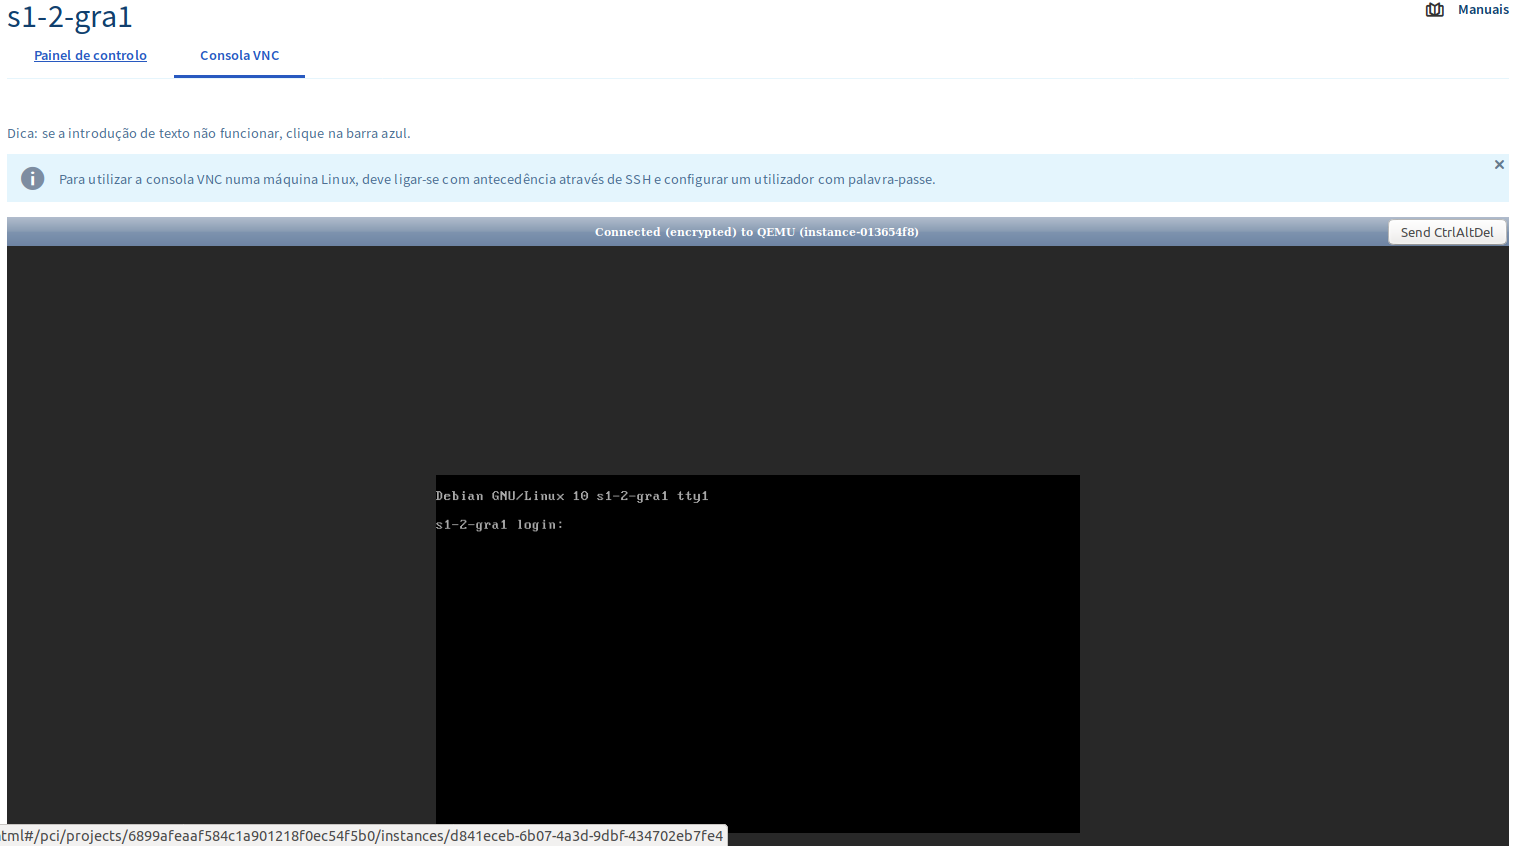 s1-2-gra1
Manuais
Painel de controlo
Consola VNC
Dica: se a introdução de texto não funcionar, clique na barra azul.
Para utilizar a consola VNC numa máquina Linux, deve ligar-se com antecedência através de SSH e configurar um utilizador com palavra-passe.
Connected (encrypted) to QEMU (instance-013654f8)
Send CtrlAltDel
Debian GNU/Linux 10 s1-2-gra1 tty1
s1-2-gra1 login:
tml#/pci/projects/6899afeaaf584c1a901218f0ec54f5b0/instances/d841eceb-6b07-4a3d-9dbf-434702eb7fe4